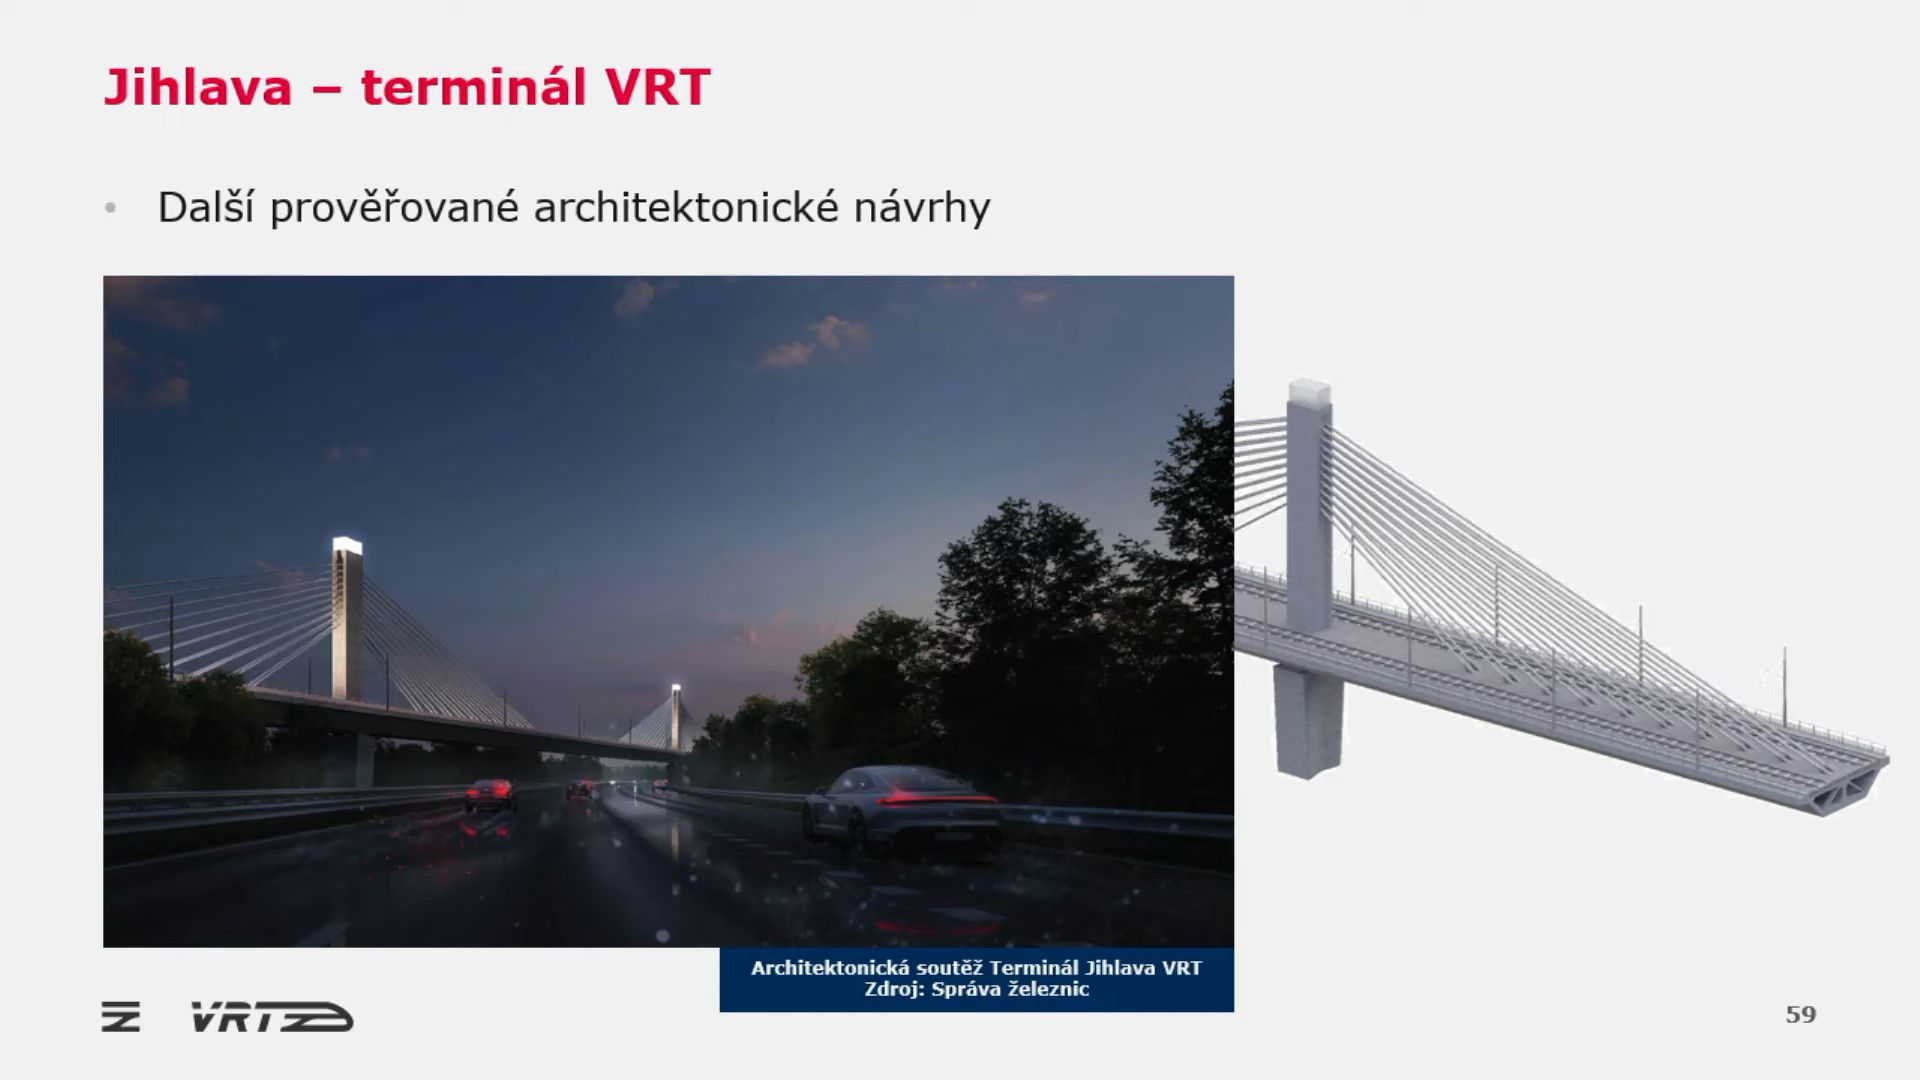 Jihlava – terminál VRT
• Další prověřované architektonické návrhy
Architektonická soutěž Terminál Jihlava VRT
Zdroj: Správa železnic
VRT
59